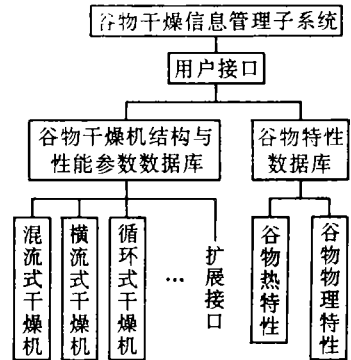 谷物干燥信息管理子系统
用户接口
谷物干燥机结构与
性能参数数据库
谷物特性
数据库
混流式干燥机
横流式干燥机
循环式干燥机
…
扩展接口
谷物热特性
谷物物理特性